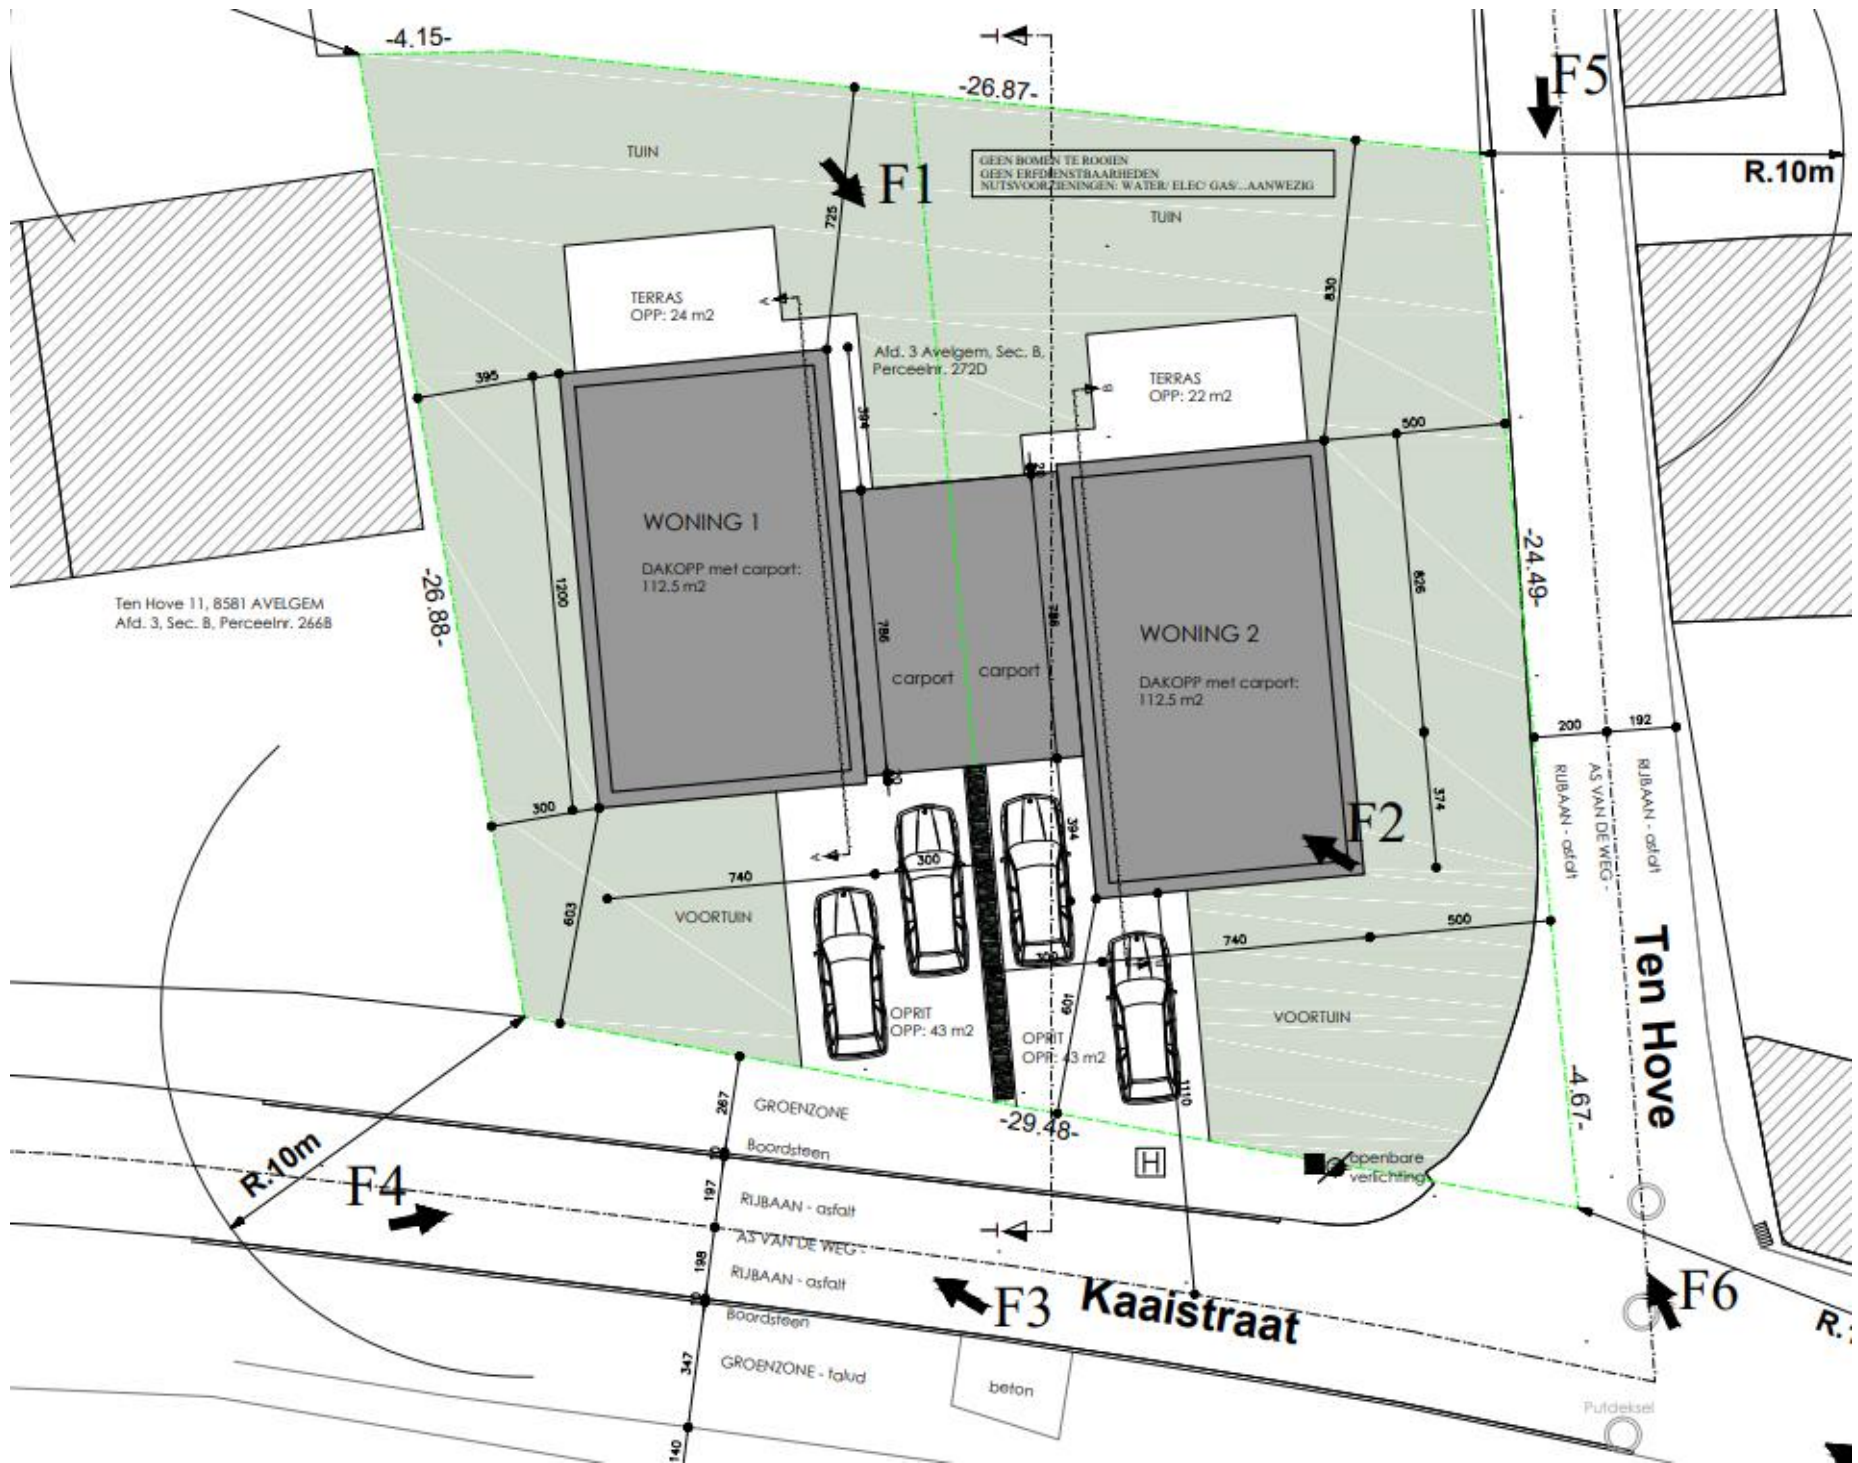 -4.15-
-26.87-
F5
TUIN
F1
GEEN BOMEN TE ROOIEN
GEEN ERFDIENSTBAARHEDEN
NUTSVOORZIENINGEN: WATER/ ELEC/ GAS/...AANWEZIG
R.10m
725
TUIN
TERRAS
OPP: 24 m2
A
830
Afd. 3 Avelgem, Sec. B,
Perceelnr. 272D
TERRAS
OPP: 22 m2
B
395
394
500
WONING 1
DAKOPP met carport:
112.5 m2
-24.49-
1200
-26.88-
826
Ten Hove 11, 8581 AVELGEM
Afd. 3, Sec. B, Perceelnr. 266B
786
786
WONING 2
DAKOPP met carport:
112.5 m2
carport
carport
200
192
RIJBAAN - asfalt
AS VAN DE WEG -
RIJBAAN - asfalt
20
300
374
F2
394
A
300
740
603
VOORTUIN
500
740
300
Ten Hove
601
OPRIT
OPP: 43 m2
VOORTUIN
OPRIT
OPP: 43 m2
1110
-4.67-
267
GROENZONE
-29.48-
Boordsteen
H
openbare
verlichting
R.10m
F4
197
RIJBAAN - asfalt
AS VAN DE WEG -
198
RIJBAAN - asfalt
F3
Kaaistraat
F6
Boordsteen
347
GROENZONE - talud
beton
Putdeksel
140